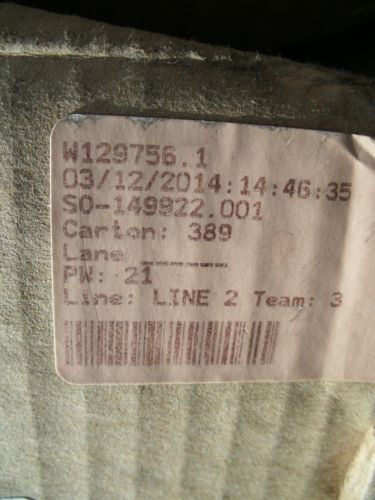 W129756.1
03/12/2014:14:46:35
SO-149922.001
Carton: 389
Lane ______
PW: 21
Line: LINE 2 Team: 3